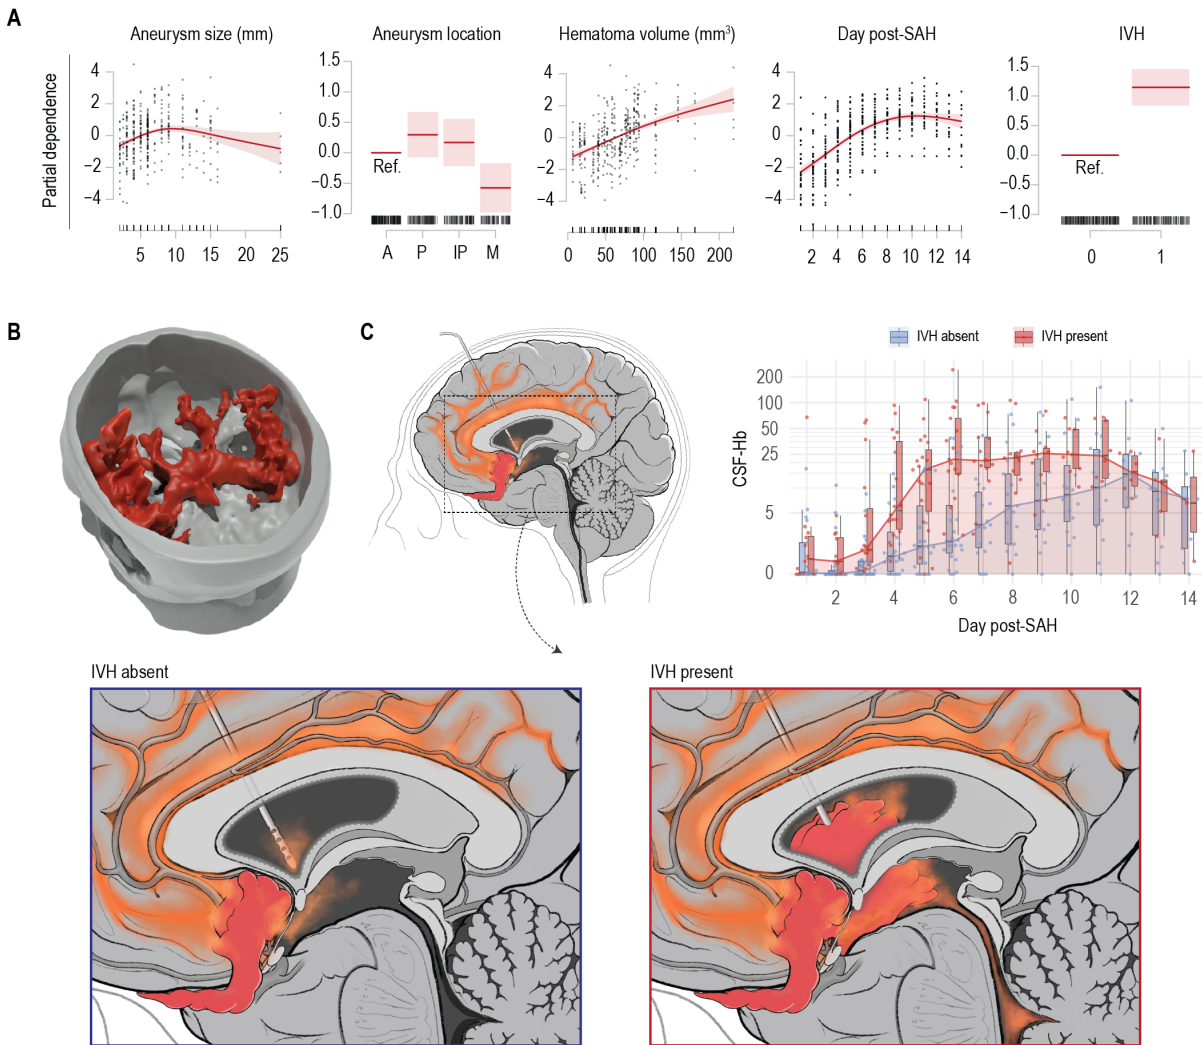 A
Aneurysm size (mm)
Aneurysm location
Hematoma volume (mm³)
Day post-SAH
IVH
Partial dependence
4
2
0
−2
−4
5
10
15
20
25
1.5
1.0
0.5
0.0
−0.5
−1.0
Ref.
A
P
IP
M
4
2
0
−2
−4
0
50
100
150
200
4
2
0
−2
−4
2
4
6
8
10
12
14
1.5
1.0
0.5
0.0
−0.5
−1.0
Ref.
0
1
B
C
IVH absent
IVH present
CSF-Hb
200
100
50
25
5
0
2
4
6
8
10
12
14
Day post-SAH
IVH absent
IVH present